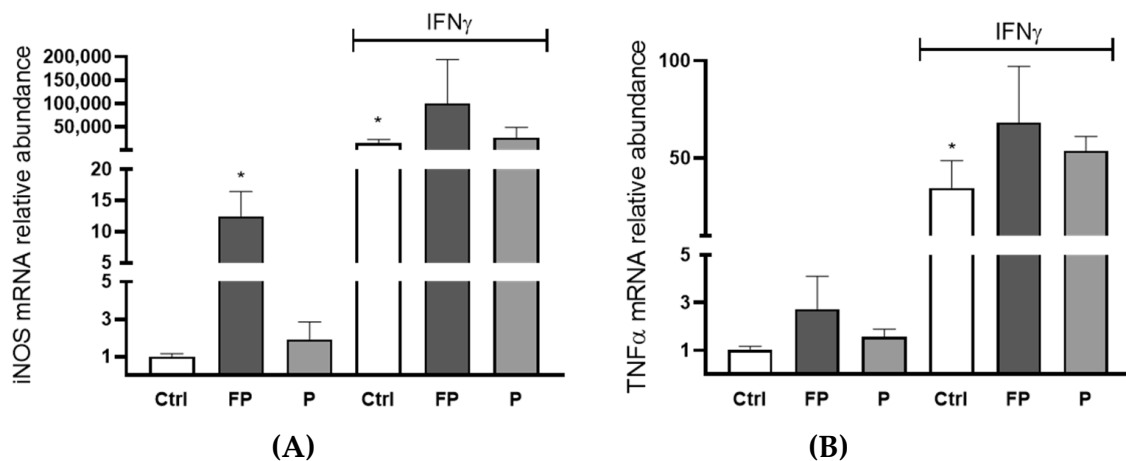 IFNγ
iNOS mRNA relative abundance
200,000
150,000
100,000
50,000
20
15
10
5
5
3
1
*
*
Ctrl FP P Ctrl FP P
(A)
IFNγ
TNFα mRNA relative abundance
100
50
5
3
1
*
Ctrl FP P Ctrl FP P
(B)